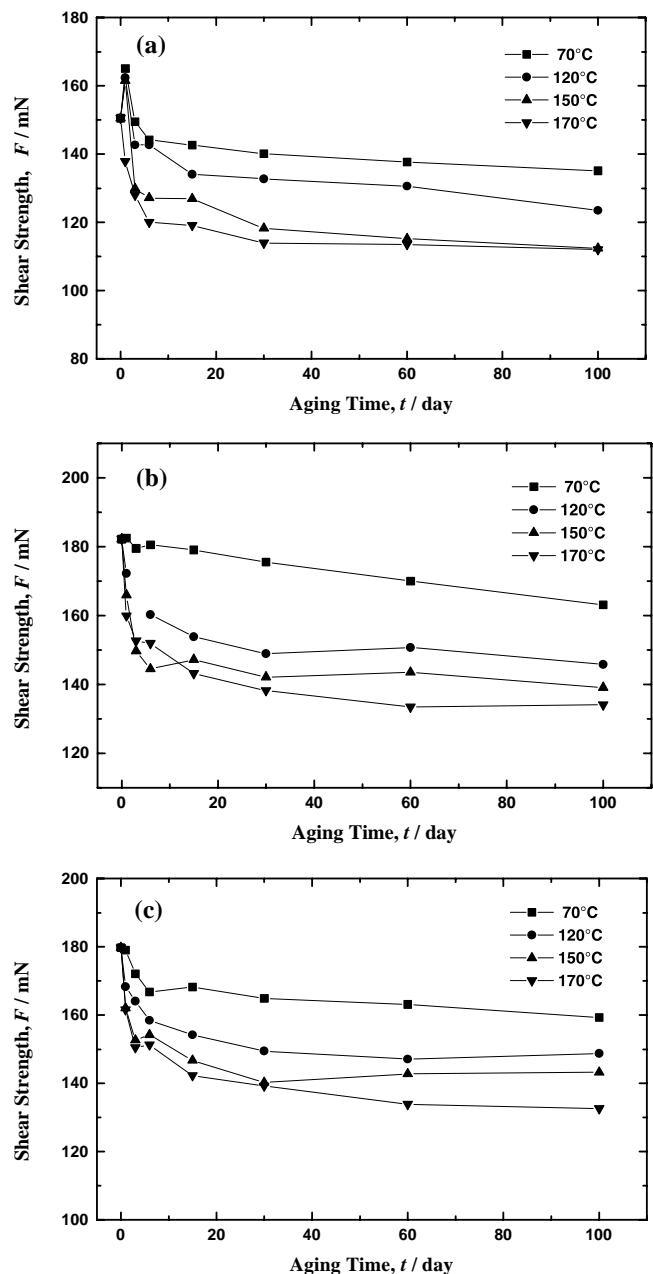 (a)
70°C
120°C
150°C
170°C
160
140
120
100
80
Shear Strength, F / mN
0 20 40 60 80 100
Aging Time, t / day
(b)
70°C
120°C
150°C
170°C
200
180
160
140
120
Shear Strength, F / mN
0 20 40 60 80 100
Aging Time, t / day
(c)
70°C
120°C
150°C
170°C
200
180
160
140
120
100
Shear Strength, F / mN
0 20 40 60 80 100
Aging Time, t / day